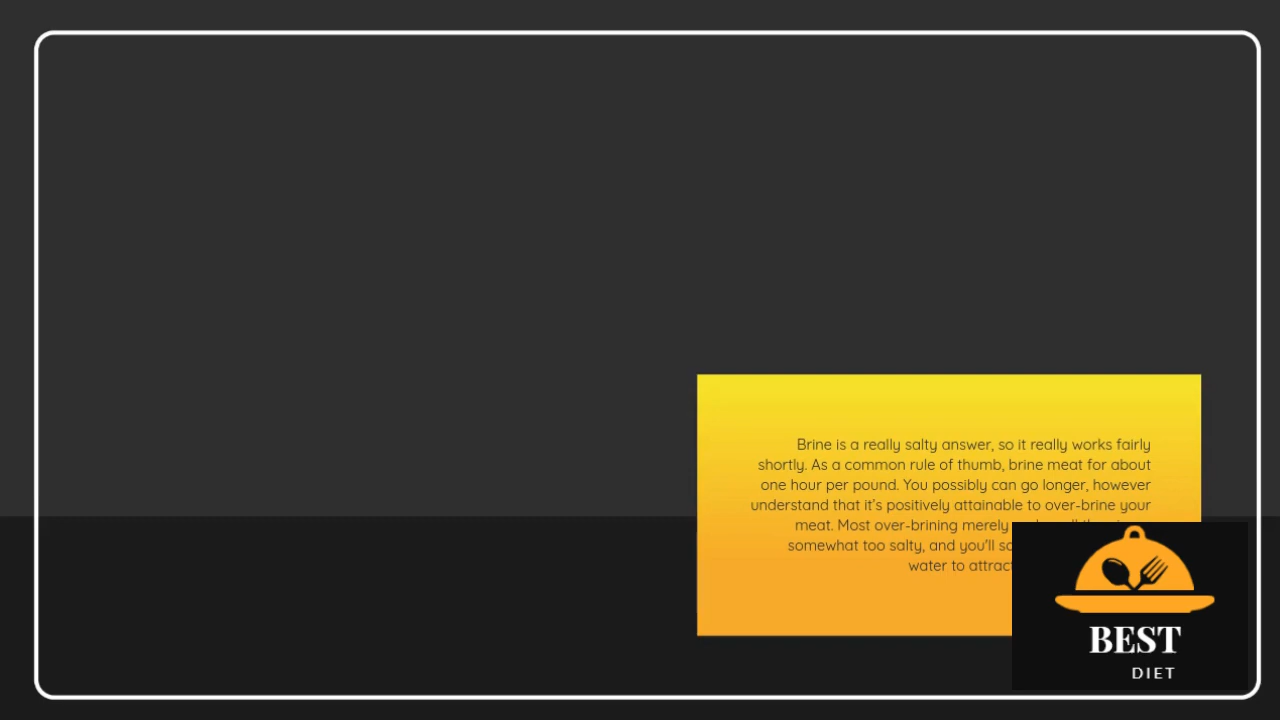 Brine is a really salty answer, so it really works fairly
shortly. As a common rule of thumb, brine meat for about
one hour per pound. You possibly can go longer, however
understand that it's positively attainable to over-brine your
meat. Most over-brining merely
somewhat too salty, and you'll
water to attract
BEST
DIET